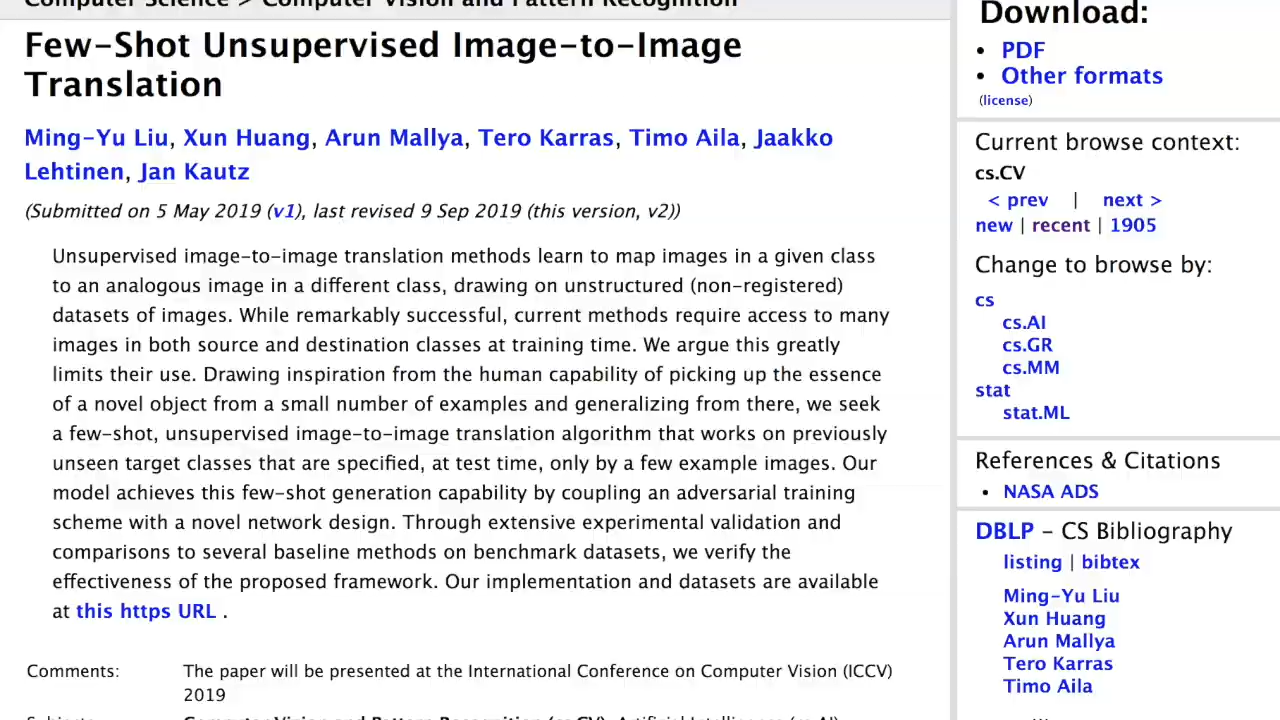 Computer Science > Computer Vision and Pattern Recognition
Few-Shot Unsupervised Image-to-Image
Translation
Ming-Yu Liu, Xun Huang, Arun Mallya, Tero Karras, Timo Aila, Jaakko
Lehtinen, Jan Kautz
(Submitted on 5 May 2019 (v1), last revised 9 Sep 2019 (this version, v2))
Unsupervised image-to-image translation methods learn to map images in a given class
to an analogous image in a different class, drawing on unstructured (non-registered)
datasets of images. While remarkably successful, current methods require access to many
images in both source and destination classes at training time. We argue this greatly
limits their use. Drawing inspiration from the human capability of picking up the essence
of a novel object from a small number of examples and generalizing from there, we seek
a few-shot, unsupervised image-to-image translation algorithm that works on previously
unseen target classes that are specified, at test time, only by a few example images. Our
model achieves this few-shot generation capability by coupling an adversarial training
scheme with a novel network design. Through extensive experimental validation and
comparisons to several baseline methods on benchmark datasets, we verify the
effectiveness of the proposed framework. Our implementation and datasets are available
at this https URL .
Comments: The paper will be presented at the International Conference on Computer Vision (ICCV)
2019
Subjects: Computer Vision and Pattern Recognition (cs.CV); Artificial Intelligence (cs.AI);
Download:
• PDF
• Other formats
(license)
Current browse context:
cs.CV
< prev | next >
new | recent | 1905
Change to browse by:
cs
cs.AI
cs.GR
cs.MM
stat
stat.ML
References & Citations
• NASA ADS
DBLP – CS Bibliography
listing | bibtex
Ming-Yu Liu
Xun Huang
Arun Mallya
Tero Karras
Timo Aila